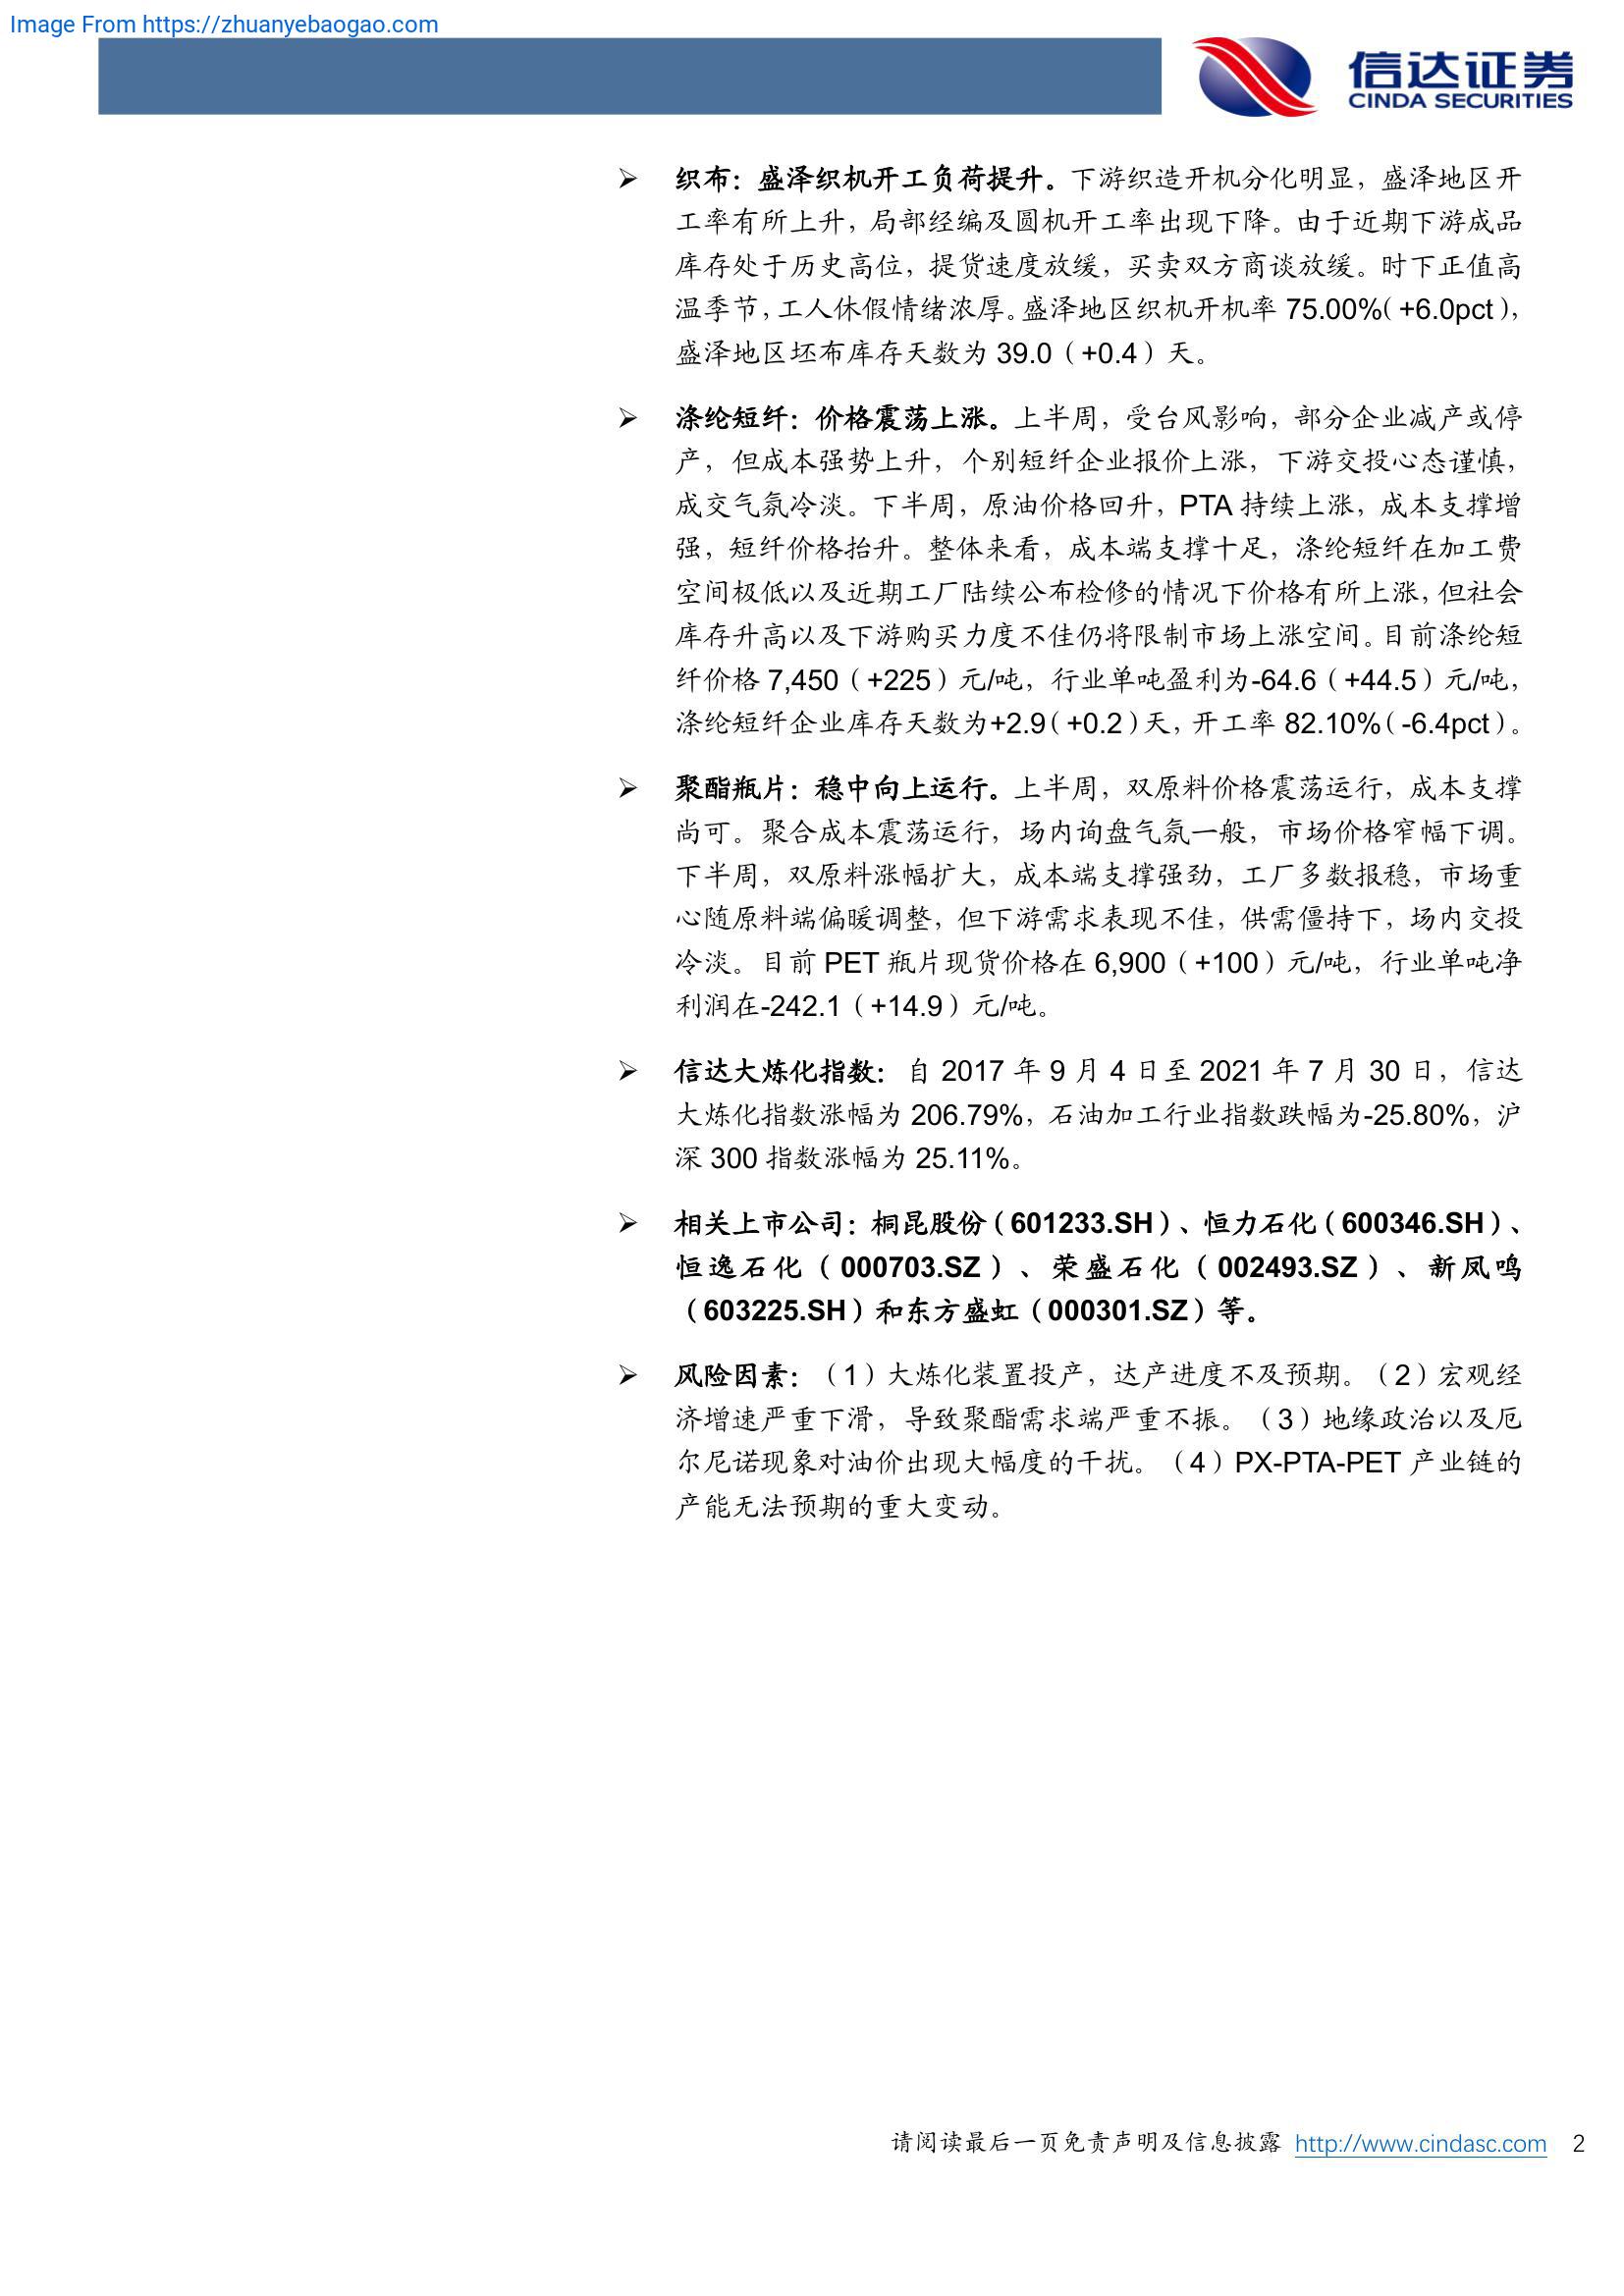 Image From https://zhuanyebaogao.com
信达证券
CINDA SECURITIES
➢ 织布：盛泽织机开工负荷提升。下游织造开机分化明显，盛泽地区开
工率有所上升，局部经编及圆机开工率出现下降。由于近期下游成品
库存处于历史高位，提货速度放缓，买卖双方商谈放缓。时下正值高
温季节，工人休假情绪浓厚。盛泽地区织机开机率 75.00%（+6.0pct），
盛泽地区坯布库存天数为 39.0（+0.4）天。
➢ 涤纶短纤：价格震荡上涨。上半周，受台风影响，部分企业减产或停
产，但成本强势上升，个别短纤企业报价上涨，下游交投心态谨慎，
成交气氛冷淡。下半周，原油价格回升，PTA 持续上涨，成本支撑增
强，短纤价格抬升。整体来看，成本端支撑十足，涤纶短纤在加工费
空间极低以及近期工厂陆续公布检修的情况下价格有所上涨，但社会
库存升高以及下游购买力度不佳仍将限制市场上涨空间。目前涤纶短
纤价格 7,450（+225）元/吨，行业单吨盈利为-64.6（+44.5）元/吨，
涤纶短纤企业库存天数为+2.9（+0.2）天，开工率 82.10%（-6.4pct）。
➢ 聚酯瓶片：稳中向上运行。上半周，双原料价格震荡运行，成本支撑
尚可。聚合成本震荡运行，场内询盘气氛一般，市场价格窄幅下调。
下半周，双原料涨幅扩大，成本端支撑强劲，工厂多数报稳，市场重
心随原料端偏暖调整，但下游需求表现不佳，供需僵持下，场内交投
冷淡。目前 PET 瓶片现货价格在 6,900（+100）元/吨，行业单吨净
利润在-242.1（+14.9）元/吨。
➢ 信达大炼化指数：自 2017 年 9 月 4 日至 2021 年 7 月 30 日，信达
大炼化指数涨幅为 206.79%，石油加工行业指数跌幅为-25.80%，沪
深 300 指数涨幅为 25.11%。
➢ 相关上市公司：桐昆股份（601233.SH）、恒力石化（600346.SH）、
恒逸石化（000703.SZ）、荣盛石化（002493.SZ）、新凤鸣
（603225.SH）和东方盛虹（000301.SZ）等。
➢ 风险因素：（1）大炼化装置投产，达产进度不及预期。（2）宏观经
济增速严重下滑，导致聚酯需求端严重不振。（3）地缘政治以及厄
尔尼诺现象对油价出现大幅度的干扰。（4）PX-PTA-PET 产业链的
产能无法预期的重大变动。
请阅读最后一页免责声明及信息披露 http://www.cindasc.com 2